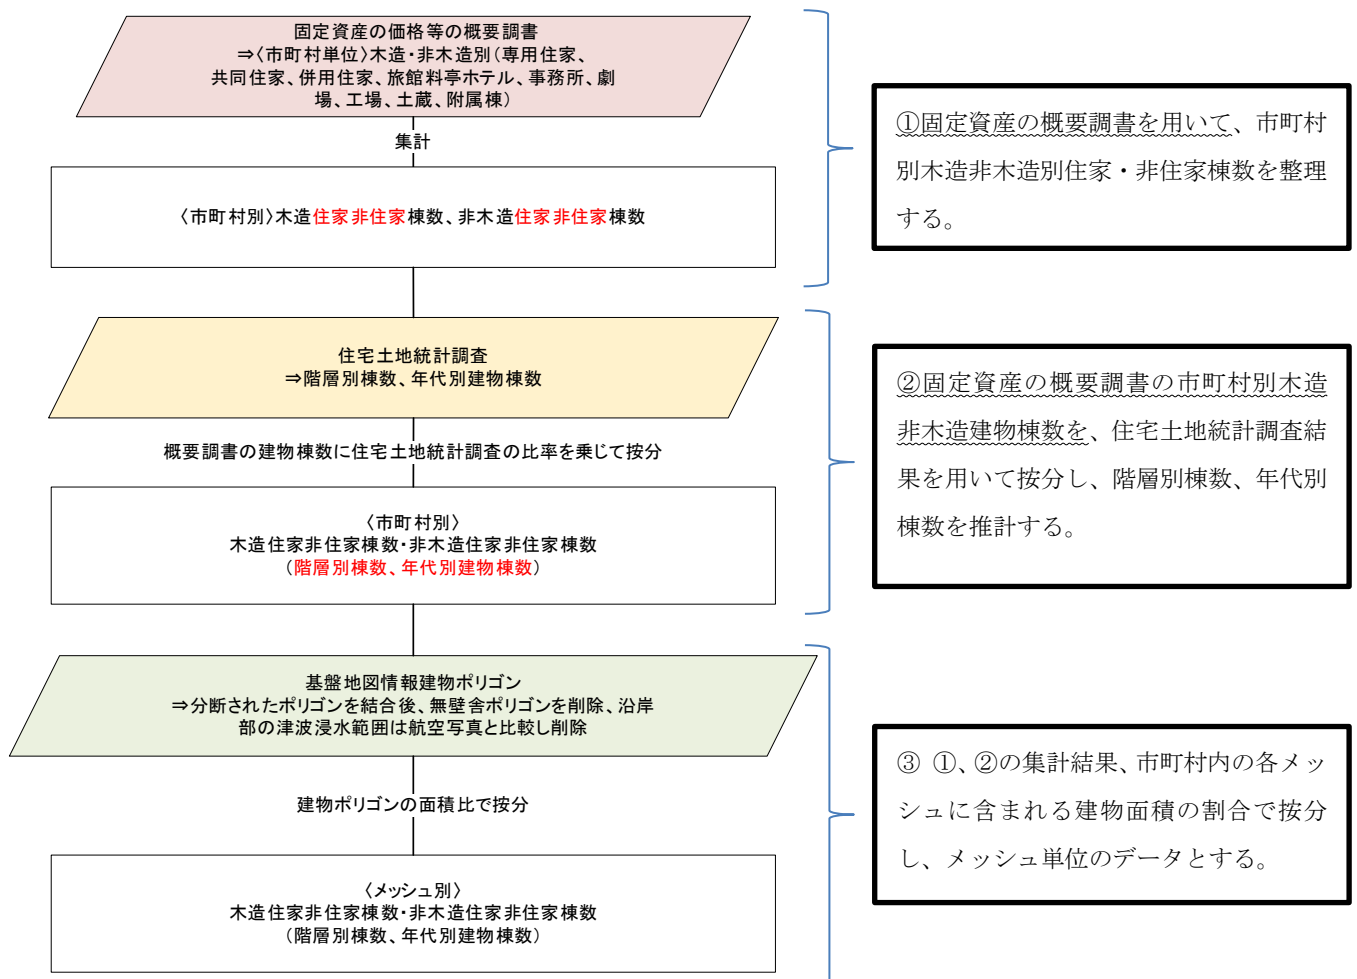 固定資産の価格等の概要調書
⇒〈市町村単位〉木造・非木造別（専用住家、
共同住家、併用住家、旅館料亭ホテル、事務所、劇
場、工場、土蔵、附属棟）
集計
〈市町村別〉木造住家非住家棟数、非木造住家非住家棟数
①固定資産の概要調書を用いて、市町村
別木造非木造別住家・非住家棟数を整理
する。
住宅土地統計調査
⇒階層別棟数、年代別建物棟数
概要調書の建物棟数に住宅土地統計調査の比率を乗じて按分
〈市町村別〉
木造住家非住家棟数・非木造住家非住家棟数
（階層別棟数、年代別建物棟数）
②固定資産の概要調書の市町村別木造
非木造建物棟数を、住宅土地統計調査結
果を用いて按分し、階層別棟数、年代別
棟数を推計する。
基盤地図情報建物ポリゴン
⇒分断されたポリゴンを結合後、無壁舎ポリゴンを削除、沿岸
部の津波浸水範囲は航空写真と比較し削除
建物ポリゴンの面積比で按分
〈メッシュ別〉
木造住家非住家棟数・非木造住家非住家棟数
（階層別棟数、年代別建物棟数）
③ ①、②の集計結果、市町村内の各メッ
シュに含まれる建物面積の割合で按分
し、メッシュ単位のデータとする。